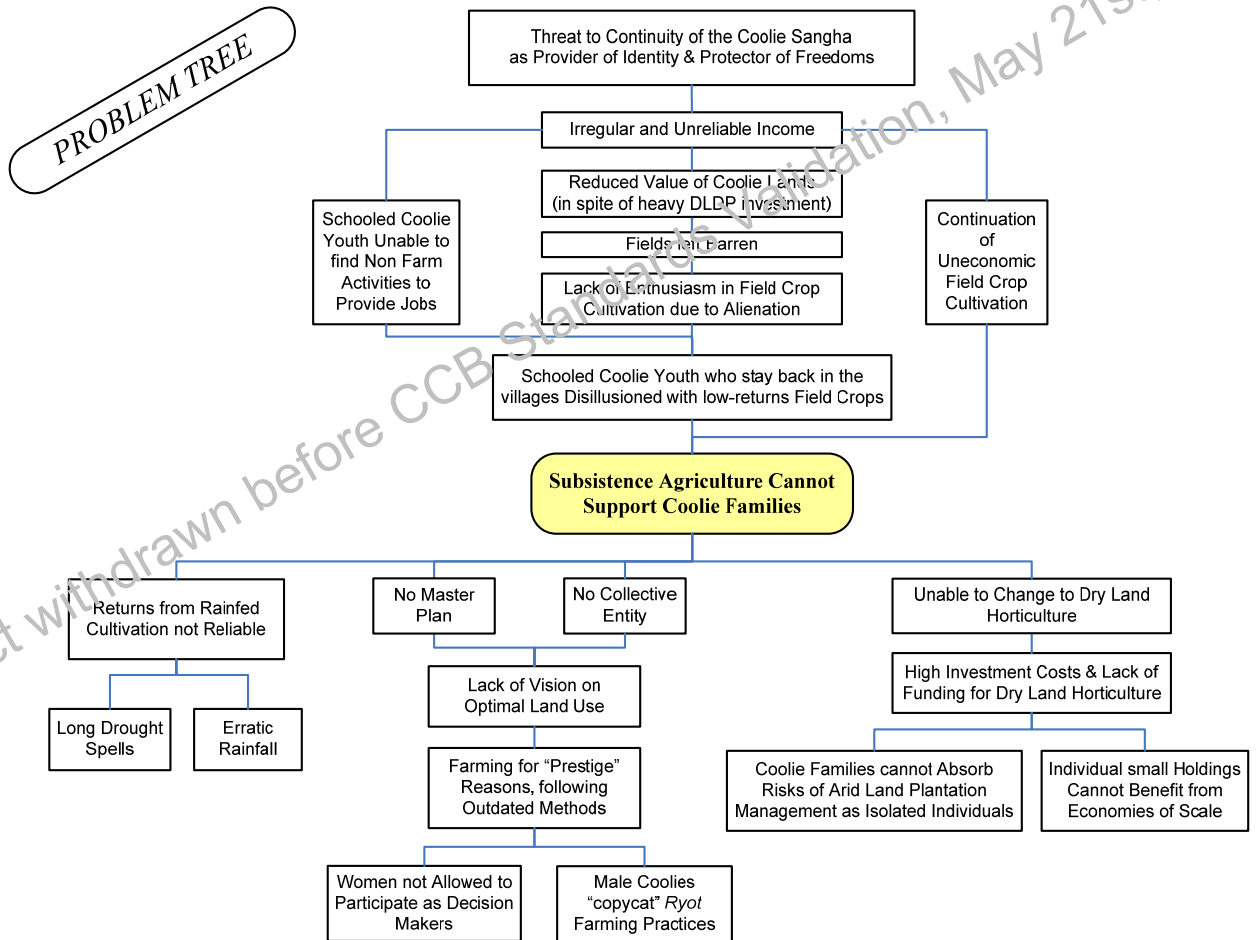 PROBLEM TREE
Threat to Continuity of the Coolie Sangha
as Provider of Identity & Protector of Freedoms
Irregular and Unreliable Income
Reduced Value of Coolie Lands
(in spite of heavy DLDP investment)
Fields left Barren
Lack of Enthusiasm in Field Crop
Cultivation due to Alienation
Schooled Coolie
Youth Unable to
find Non Farm
Activities to
Provide Jobs
Continuation
of
Uneconomic
Field Crop
Cultivation
Schooled Coolie Youth who stay back in the
villages Disillusioned with low-returns Field Crops
Subsistence Agriculture Cannot
Support Coolie Families
Returns from Rainfed
Cultivation not Reliable
Long Drought
Spells
Erratic
Rainfall
No Master
Plan
No Collective
Entity
Lack of Vision on
Optimal Land Use
Farming for “Prestige”
Reasons, following
Outdated Methods
Women not Allowed to
Participate as Decision
Makers
Male Coolies
“copycat” Ryot
Farming Practices
Unable to Change to Dry Land
Horticulture
High Investment Costs & Lack of
Funding for Dry Land Horticulture
Coolie Families cannot Absorb
Risks of Arid Land Plantation
Management as Isolated Individuals
Individual small Holdings
Cannot Benefit from
Economies of Scale
withdrawn before CCB Standards Validation, May 21st,